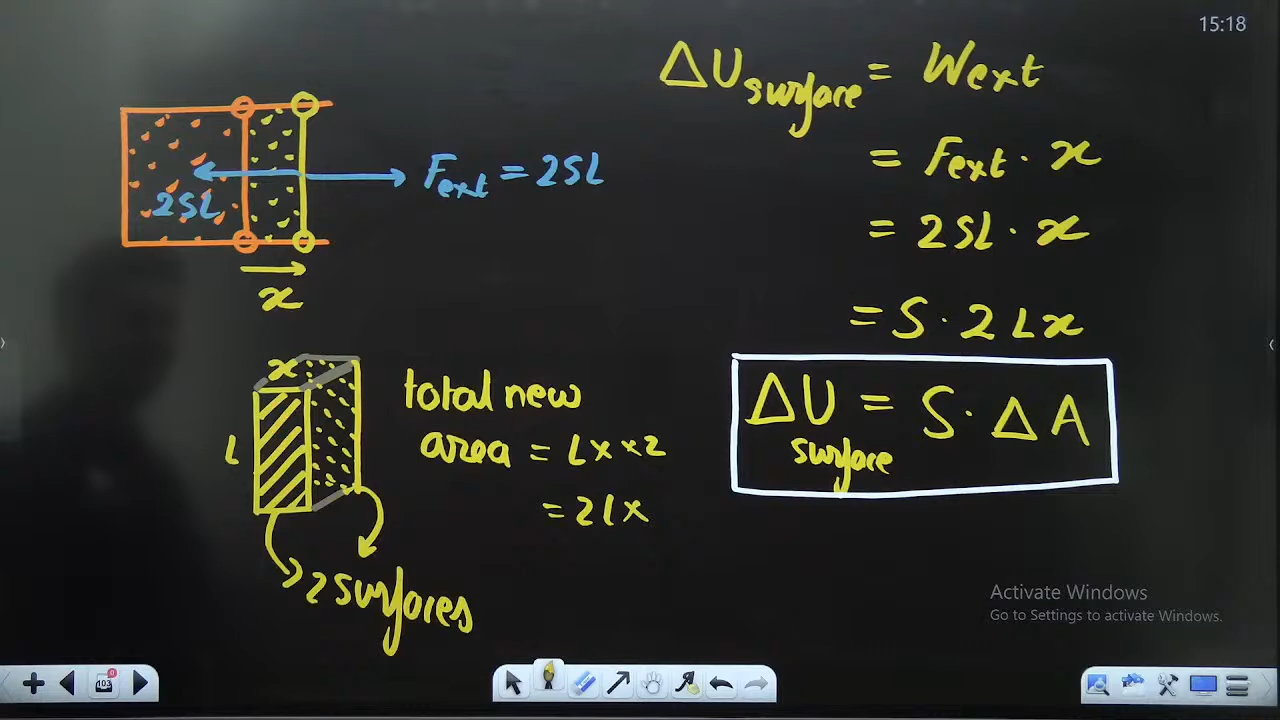 15:18
ΔU surface = Wext
= Fext · x
= 2SL · x
= S · 2Lx
ΔU surface = S · ΔA
2SL
Fext = 2SL
x
x
L
total new
area = L x × 2
= 2Lx
2 surfaces
Activate Windows
Go to Settings to activate Windows.
103